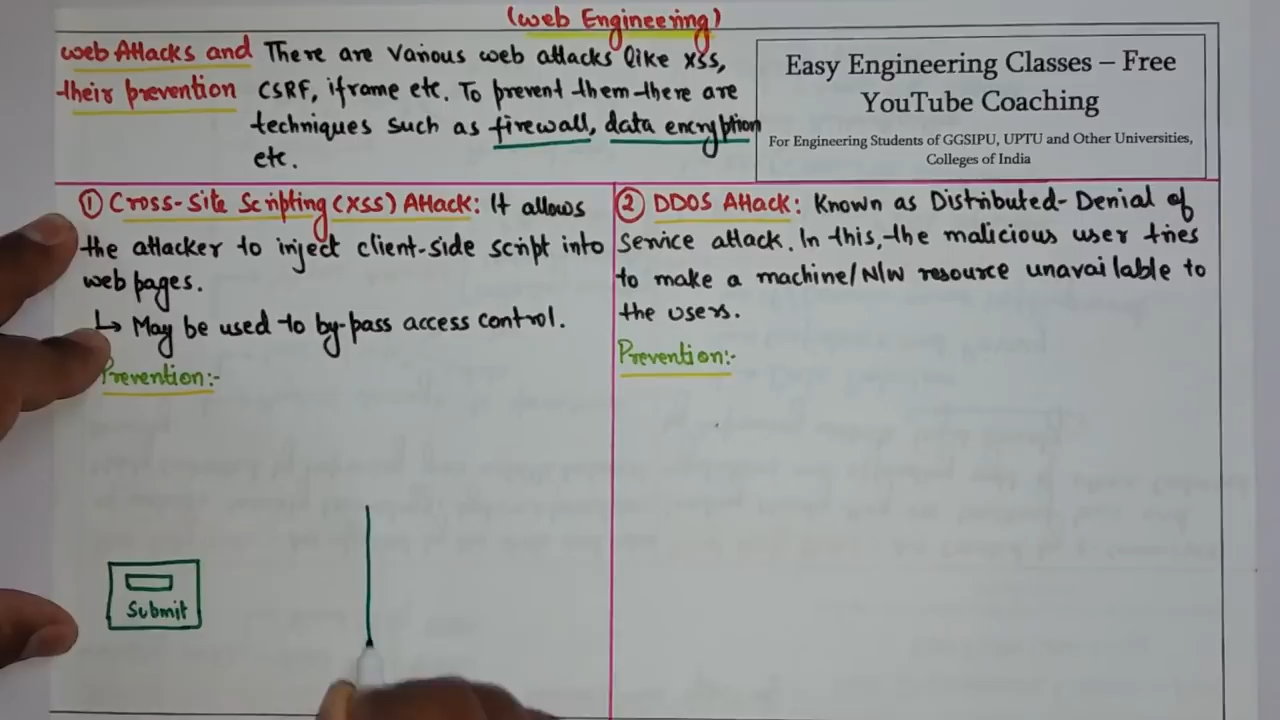 (Web Engineering)
Web Attacks and
their prevention
There are Various web attacks like XSS,
CSRF, iframe etc. To prevent them there are
techniques such as firewall, data encryption
etc.
Easy Engineering Classes – Free
YouTube Coaching
For Engineering Students of GGSIPU, UPTU and Other Universities,
Colleges of India
① Cross-Site Scripting (XSS) Attack: It allows
the attacker to inject client-side script into
web pages.
↳ May be used to by-pass access control.
Prevention:-
Submit
② DDOS Attack: Known as Distributed-Denial of
Service attack. In this, the malicious user tries
to make a machine/N/W resource unavailable to
the users.
Prevention:-